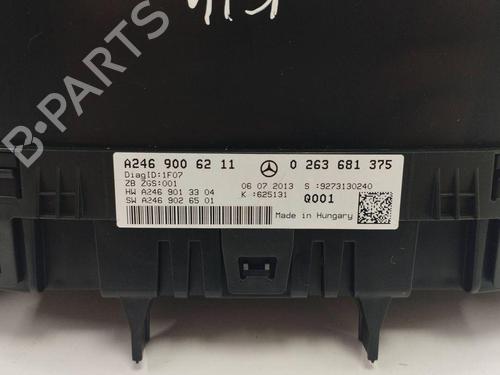 B-PARTS
A246 900 62 11 0 263 681 375
DiagID:1F07
ZB ZGS:001 06 07 2013 S :9273130240
HW A246 901 33 04 K :625131 Q001
SW A246 902 65 01 Made in Hungary